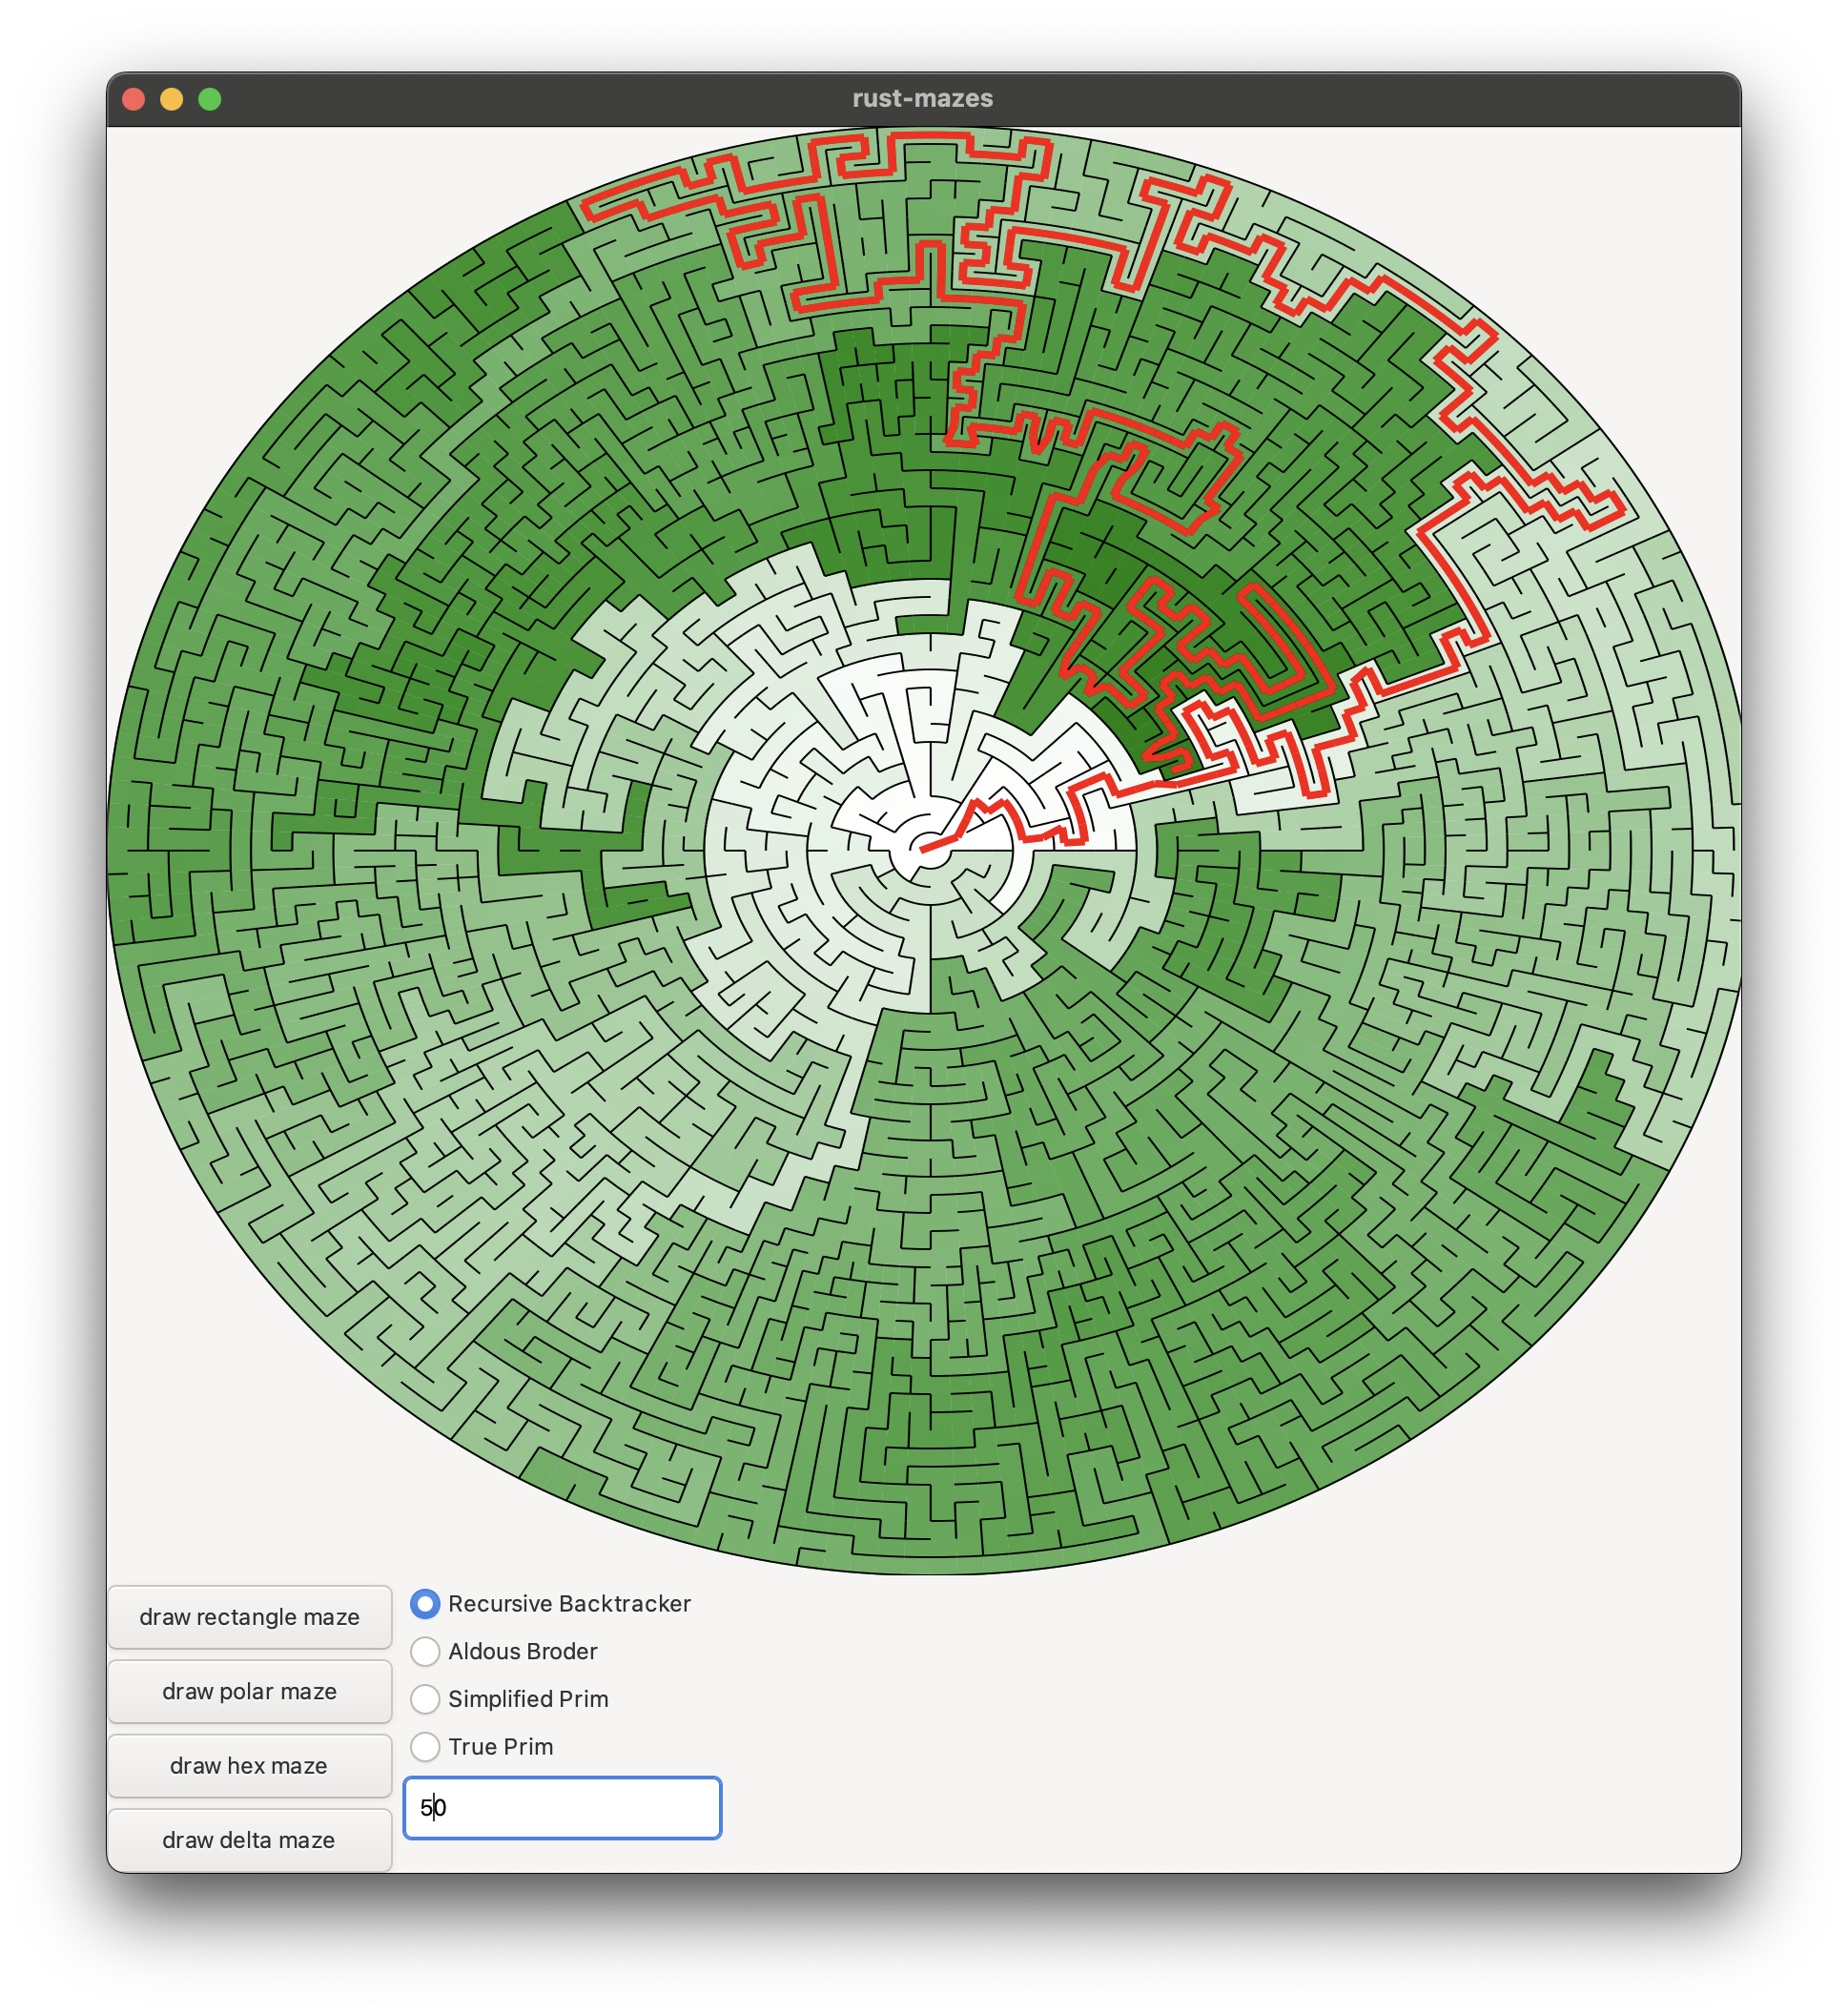 rust-mazes
draw rectangle maze
draw polar maze
draw hex maze
draw delta maze
Recursive Backtracker
Aldous Broder
Simplified Prim
True Prim
50